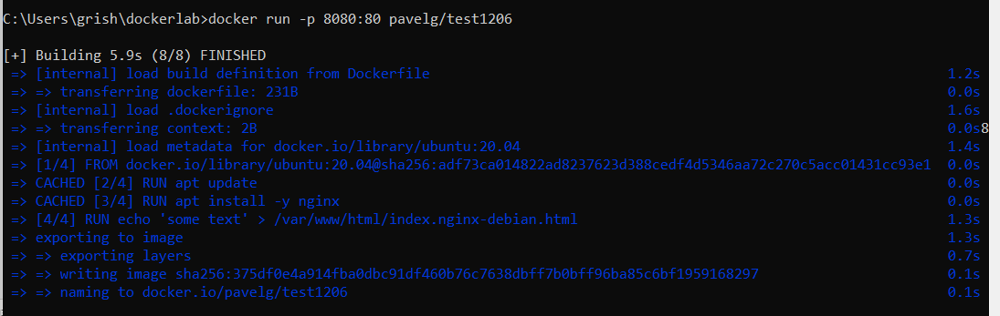 C:\Users\grish\dockerlab>docker run -p 8080:80 pavelg/test1206
[+] Building 5.9s (8/8) FINISHED
=> [internal] load build definition from Dockerfile 1.2s
=> => transferring dockerfile: 231B 0.0s
=> [internal] load .dockerignore 1.6s
=> => transferring context: 2B 0.0s8
=> [internal] load metadata for docker.io/library/ubuntu:20.04 1.4s
=> [1/4] FROM docker.io/library/ubuntu:20.04@sha256:adf73ca014822ad8237623d388cedf4d5346aa72c270c5acc01431cc93e1 0.0s
=> CACHED [2/4] RUN apt update 0.0s
=> CACHED [3/4] RUN apt install -y nginx 0.0s
=> [4/4] RUN echo 'some text' > /var/www/html/index.nginx-debian.html 1.3s
=> exporting to image 1.3s
=> => exporting layers 0.7s
=> => writing image sha256:375df0e4a914fba0dbc91df460b76c7638dbff7b0bff96ba85c6bf1959168297 0.1s
=> => naming to docker.io/pavelg/test1206 0.1s